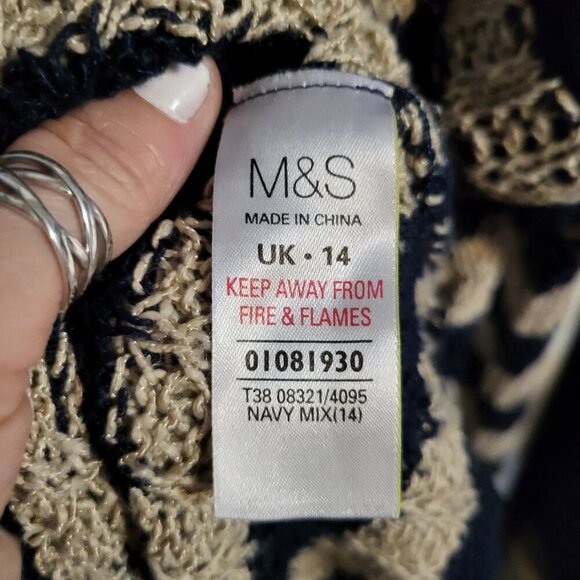 M&S
MADE IN CHINA
UK • 14
KEEP AWAY FROM
FIRE & FLAMES
01081930
T38 08321/4095
NAVY MIX(14)